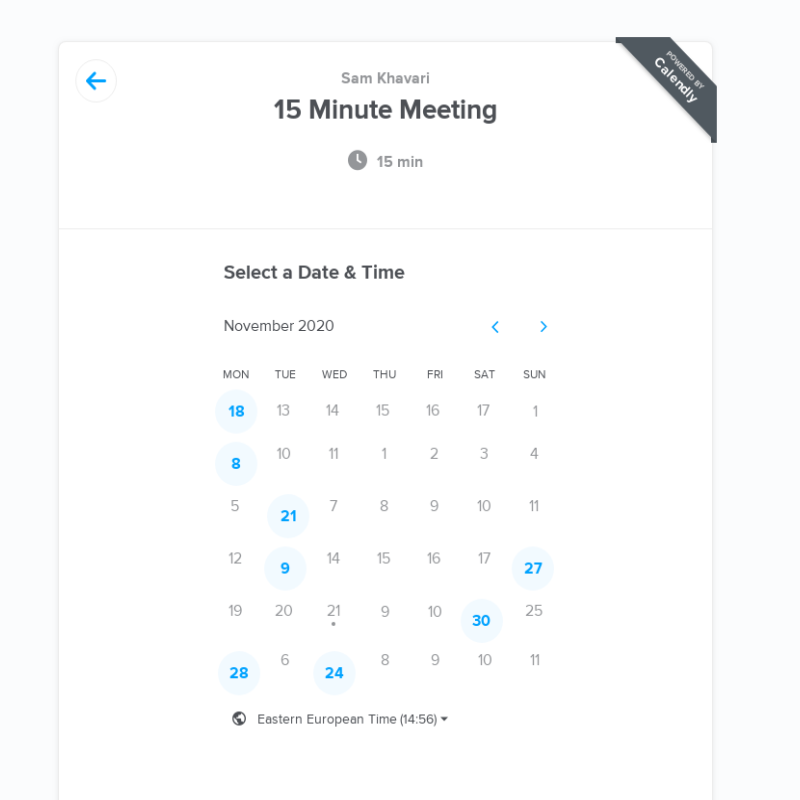 POWERED BY
Calendly
Sam Khavari
15 Minute Meeting
15 min
Select a Date & Time
November 2020
MON TUE WED THU FRI SAT SUN
18 13 14 15 16 17 1
8 10 11 1 2 3 4
5 21 7 8 9 10 11
12 9 14 15 16 17 27
19 20 21 9 10 30 25
28 6 24 8 9 10 11
Eastern European Time (14:56)